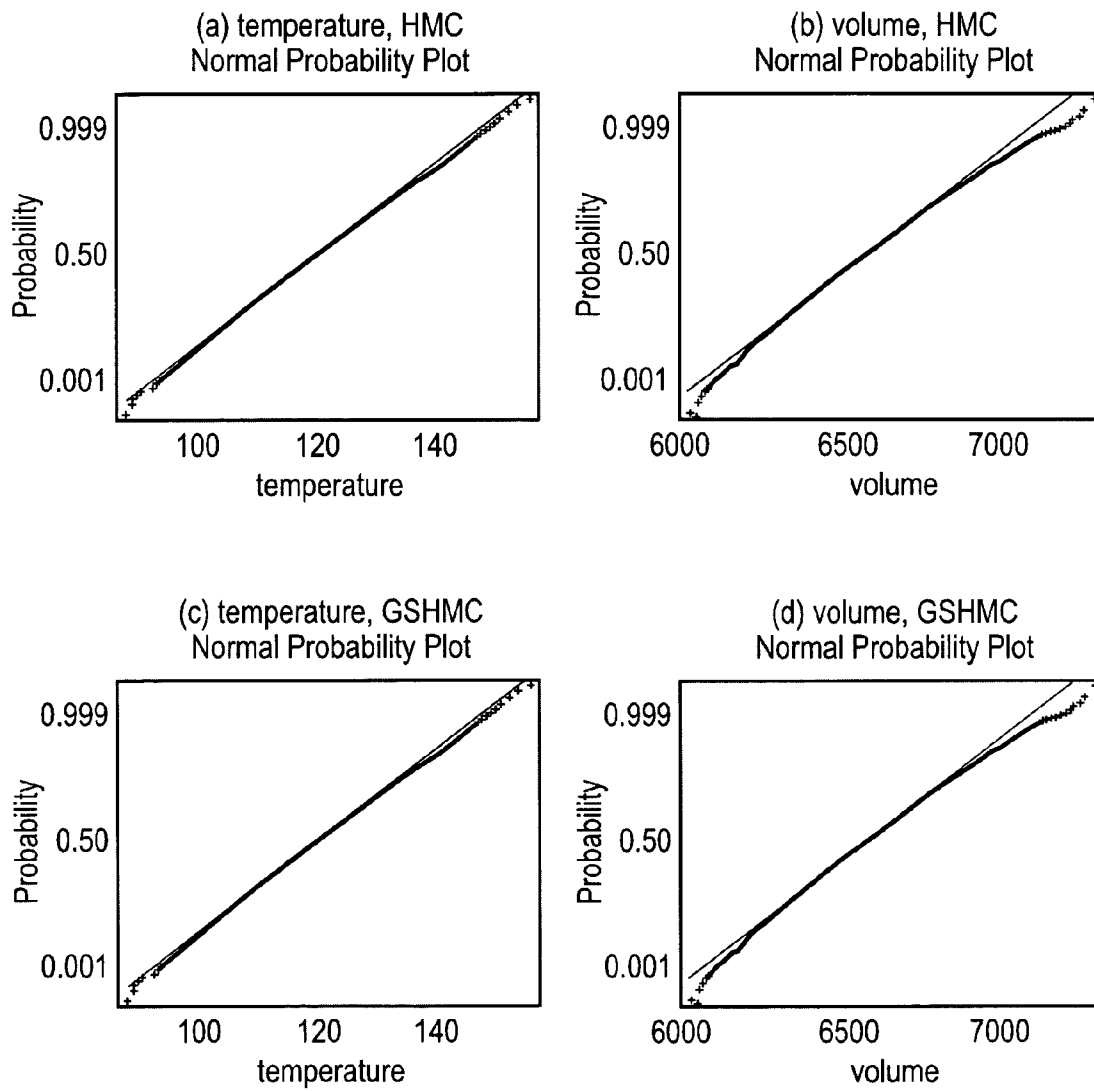 (a) temperature, HMC
Normal Probability Plot
0.999
0.50
0.001
Probability
100 120 140
temperature
(b) volume, HMC
Normal Probability Plot
0.999
0.50
0.001
Probability
6000 6500 7000
volume
(c) temperature, GSHMC
Normal Probability Plot
0.999
0.50
0.001
Probability
100 120 140
temperature
(d) volume, GSHMC
Normal Probability Plot
0.999
0.50
0.001
Probability
6000 6500 7000
volume